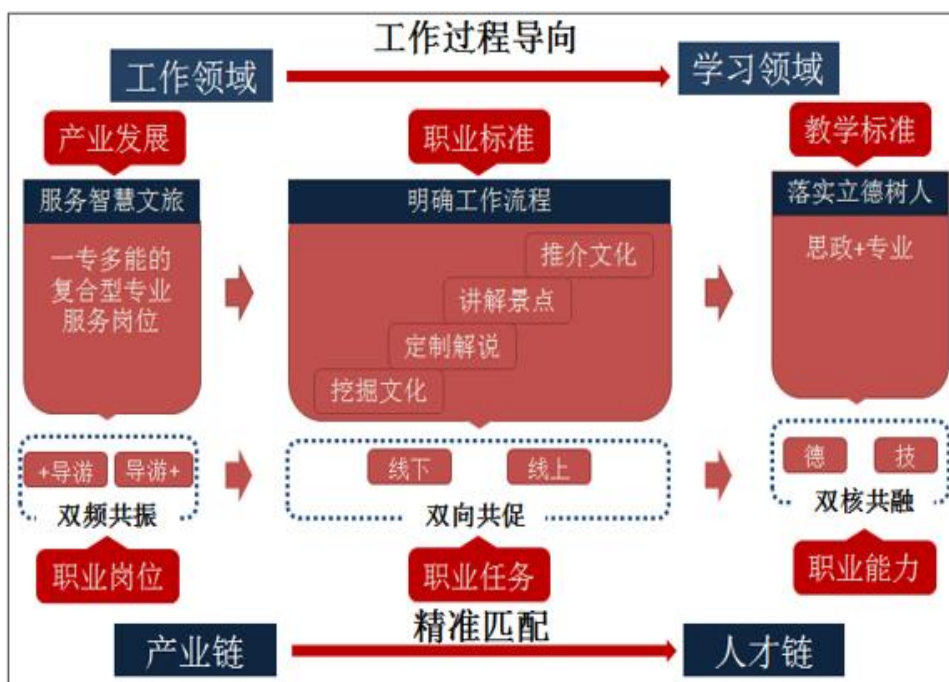 工作过程导向
工作领域
学习领域
产业发展
职业标准
教学标准
服务智慧文旅
明确工作流程
落实立德树人
一专多能的
复合型专业
服务岗位
推介文化
讲解景点
定制解说
挖掘文化
思政+专业
+导游
导游+
双频共振
线下
线上
双向共促
德
技
双核共融
职业岗位
职业任务
职业能力
产业链
精准匹配
人才链